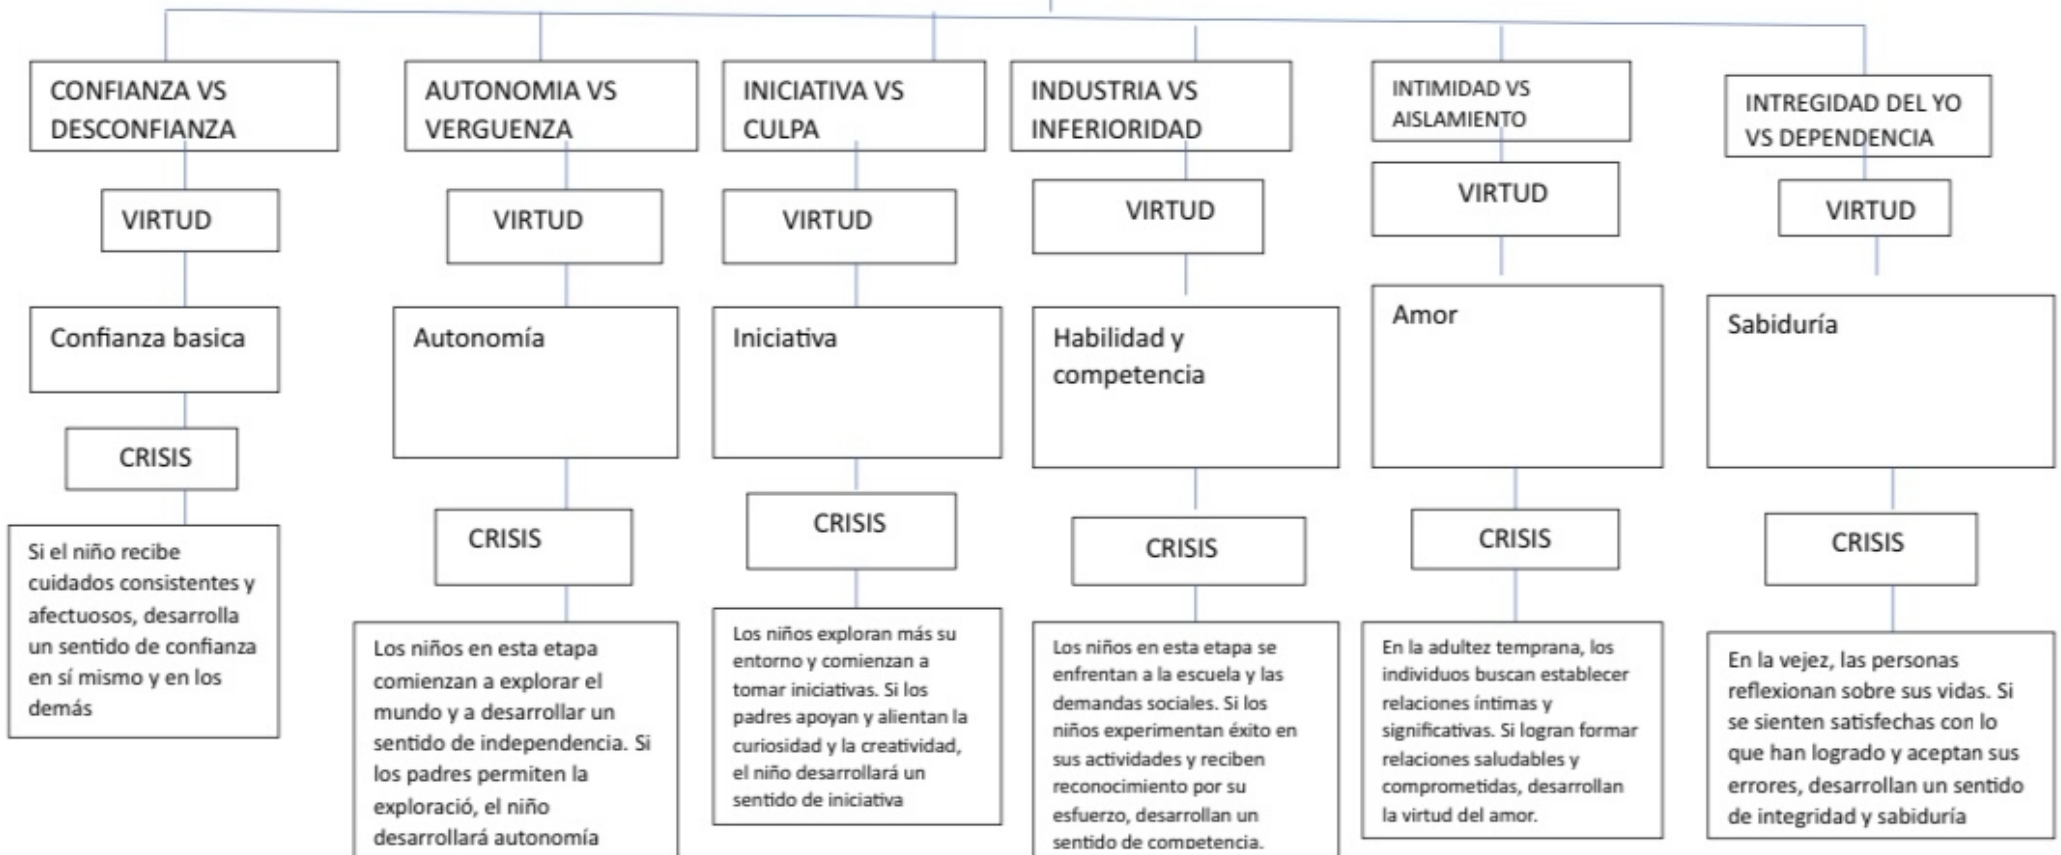 CONFIANZA VS
DESCONFIANZA
VIRTUD
Confianza basica
CRISIS
Si el niño recibe
cuidados consistentes y
afectuosos, desarrolla
un sentido de confianza
en sí mismo y en los
demás
AUTONOMIA VS
VERGUENZA
VIRTUD
Autonomía
CRISIS
Los niños en esta etapa
comienzan a explorar el
mundo y a desarrollar un
sentido de independencia. Si
los padres permiten la
exploració, el niño
desarrollará autonomía
INICIATIVA VS
CULPA
VIRTUD
Iniciativa
CRISIS
Los niños exploran más su
entorno y comienzan a
tomar iniciativas. Si los
padres apoyan y alientan la
curiosidad y la creatividad,
el niño desarrollará un
sentido de iniciativa
INDUSTRIA VS
INFERIORIDAD
VIRTUD
Habilidad y
competencia
CRISIS
Los niños en esta etapa se
enfrentan a la escuela y las
demandas sociales. Si los
niños experimentan éxito en
sus actividades y reciben
reconocimiento por su
esfuerzo, desarrollan un
sentido de competencia.
INTIMIDAD VS
AISLAMIENTO
VIRTUD
Amor
CRISIS
En la adultez temprana, los
individuos buscan establecer
relaciones íntimas y
significativas. Si logran formar
relaciones saludables y
comprometidas, desarrollan
la virtud del amor.
INTREGIDAD DEL YO
VS DEPENDENCIA
VIRTUD
Sabiduría
CRISIS
En la vejez, las personas
reflexionan sobre sus vidas. Si
se sienten satisfechas con lo
que han logrado y aceptan sus
errores, desarrollan un sentido
de integridad y sabiduría